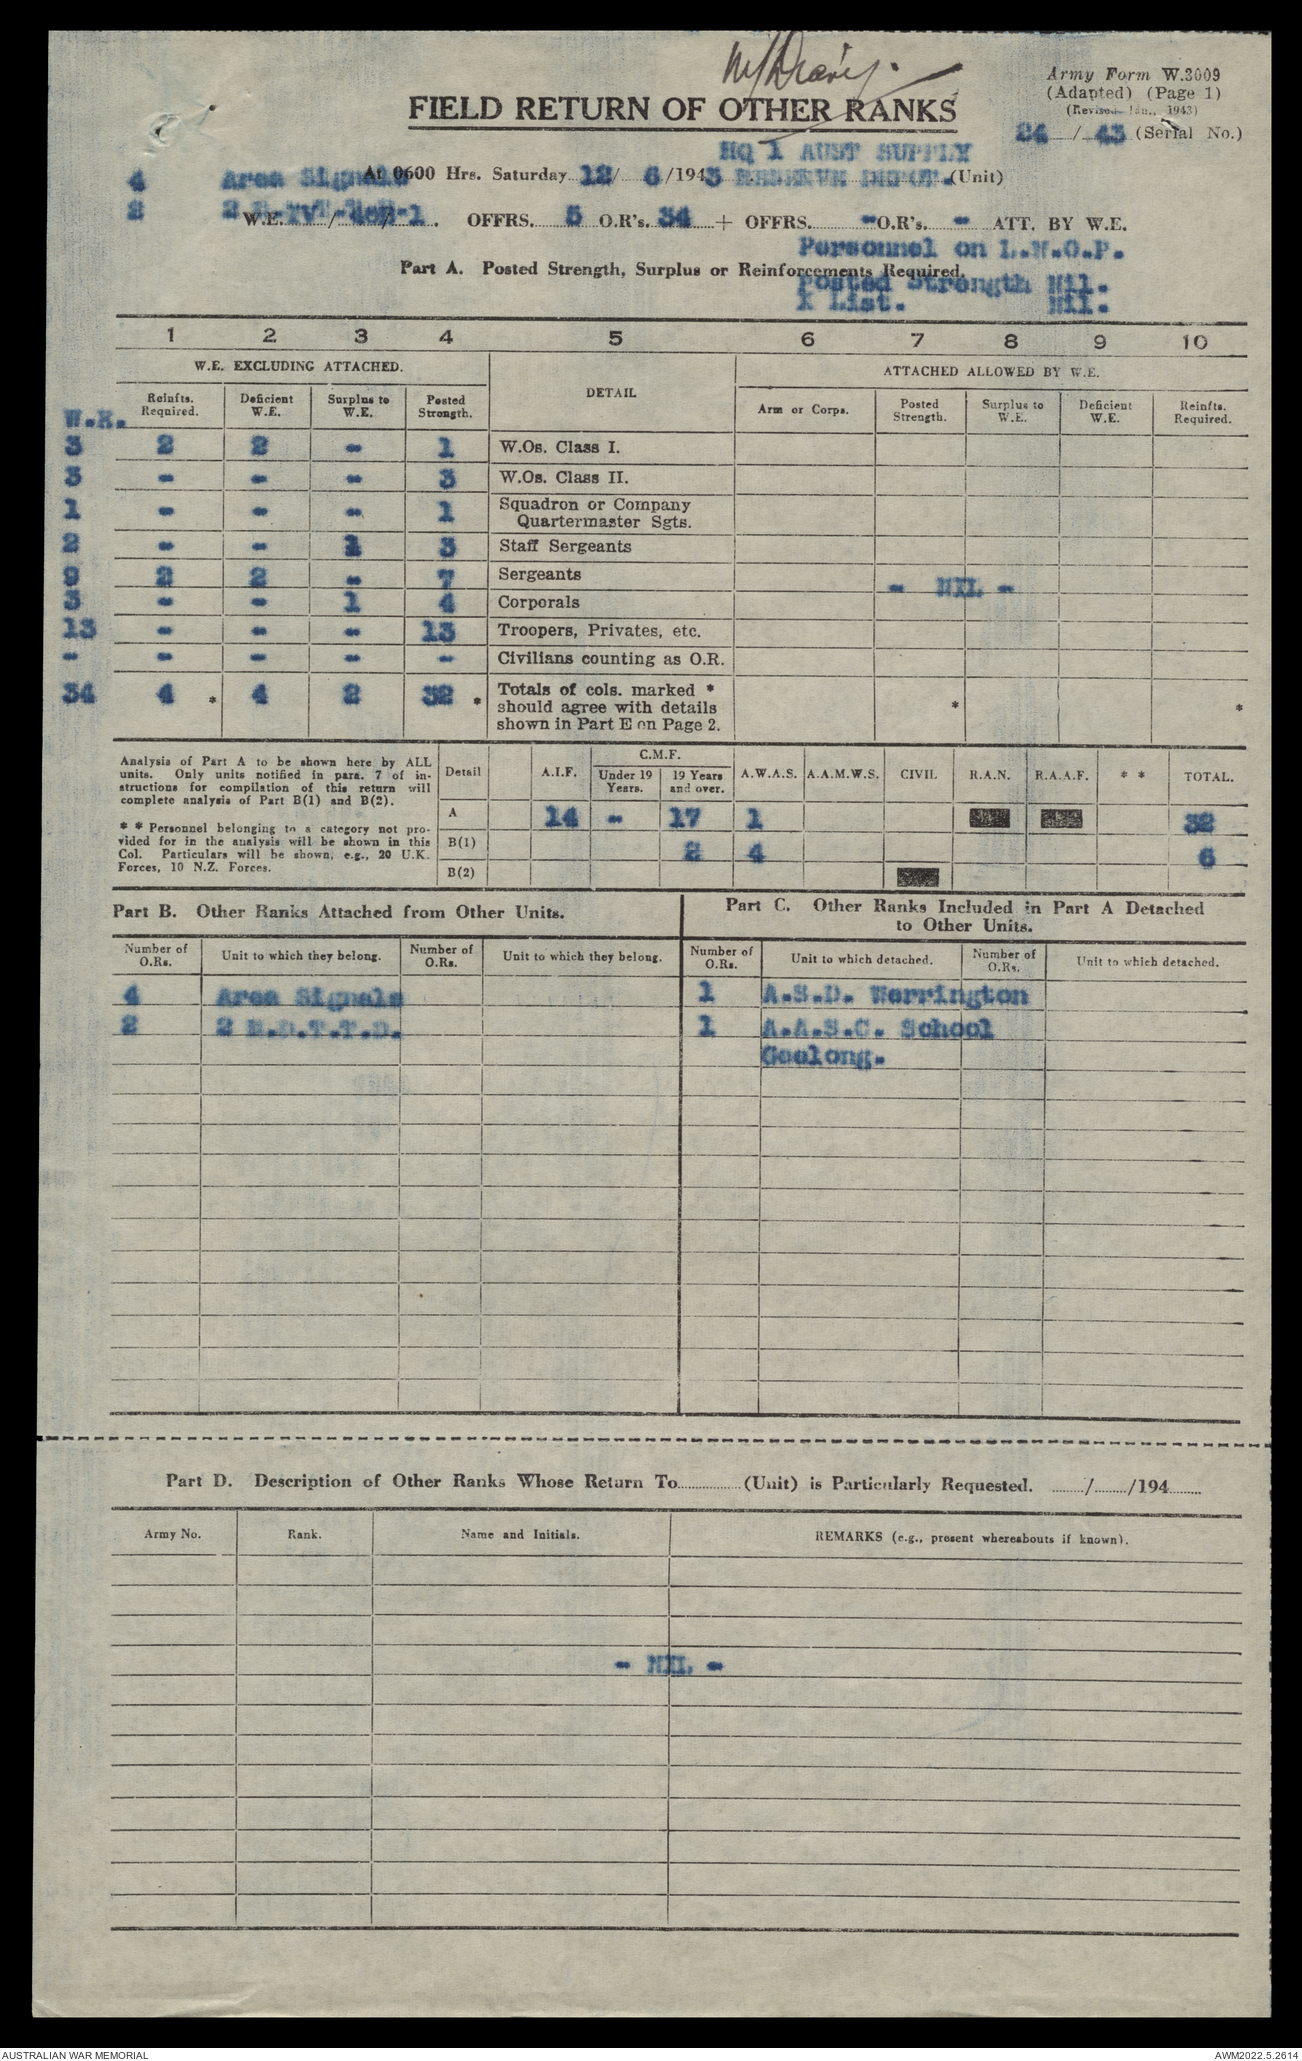 W/Diary.
Army Form W.3009
(Adapted) (Page 1)
(Revised Jan., 1943)
24 / 43 (Serial No.)
FIELD RETURN OF OTHER RANKS
HQ 1 AUST SUPPLY
4 Area Signals At 0600 Hrs. Saturday 12 / 6 /1943 RESERVE DEPOT. (Unit)
2 W.E. OFFRS. 5 O.R's. 34 + OFFRS. - O.R's. - ATT. BY W.E.
Personnel on L.W.O.P.
Part A. Posted Strength, Surplus or Reinforcements Required.
Posted Strength Nil.
X List. Nil.
1 2 3 4 5 6 7 8 9 10
W.E. EXCLUDING ATTACHED. DETAIL ATTACHED ALLOWED BY W.E.
W.E. Reinfts. Required. Deficient W.E. Surplus to W.E. Posted Strength. Arm or Corps. Posted Strength. Surplus to W.E. Deficient W.E. Reinfts. Required.
3 2 2 - 1 W.Os. Class I.
3 - - - 3 W.Os. Class II.
1 - - - 1 Squadron or Company Quartermaster Sgts.
2 - - 1 3 Staff Sergeants
9 2 2 - 7 Sergeants
- NIL -
3 - - 1 4 Corporals
13 - - - 13 Troopers, Privates, etc.
- - - - - Civilians counting as O.R.
34 4 * 4 2 32 * Totals of cols. marked * should agree with details shown in Part E on Page 2. * *
Analysis of Part A to be shown here by ALL
units. Only units notified in para. 7 of in-
structions for compilation of this return will
complete analysis of Part B(1) and B(2).
* * Personnel belonging to a category not pro-
vided for in the analysis will be shown in this
Col. Particulars will be shown, e.g., 20 U.K.
Forces, 10 N.Z. Forces.
C.M.F.
Detail A.I.F. Under 19 Years. 19 Years and over. A.W.A.S. A.A.M.W.S. CIVIL R.A.N. R.A.A.F. * * TOTAL.
A 14 - 17 1 32
B(1) 2 4 6
B(2)
Part B. Other Ranks Attached from Other Units.
Part C. Other Ranks Included in Part A Detached
to Other Units.
Number of O.Rs. Unit to which they belong. Number of O.Rs. Unit to which they belong. Number of O.Rs. Unit to which detached. Number of O.Rs. Unit to which detached.
4 Area Signals 1 A.S.D. Werrington
2 2 E.D.T.T.D. 1 A.A.S.C. School
Geelong.
Part D. Description of Other Ranks Whose Return To (Unit) is Particularly Requested. / /194
Army No. Rank. Name and Initials. REMARKS (e.g., present whereabouts if known).
- NIL -
AUSTRALIAN WAR MEMORIAL
AWM2022.5.2614